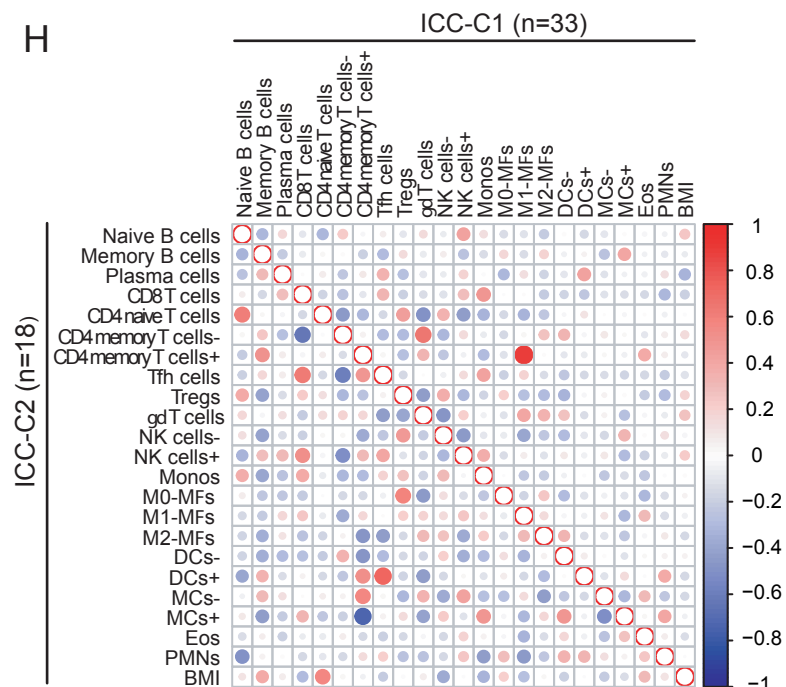 H
ICC-C1 (n=33)
Naive B cells
Memory B cells
Plasma cells
CD8 T cells
CD4 naive T cells
CD4 memory T cells-
CD4 memory T cells+
Tfh cells
Tregs
gd T cells
NK cells-
NK cells+
Monos
M0-MFs
M1-MFs
M2-MFs
DCs-
DCs+
MCs-
MCs+
Eos
PMNs
BMI
ICC-C2 (n=18)
Naive B cells
Memory B cells
Plasma cells
CD8 T cells
CD4 naive T cells
CD4 memory T cells-
CD4 memory T cells+
Tfh cells
Tregs
gd T cells
NK cells-
NK cells+
Monos
M0-MFs
M1-MFs
M2-MFs
DCs-
DCs+
MCs-
MCs+
Eos
PMNs
BMI
1
0.8
0.6
0.4
0.2
0
−0.2
−0.4
−0.6
−0.8
−1